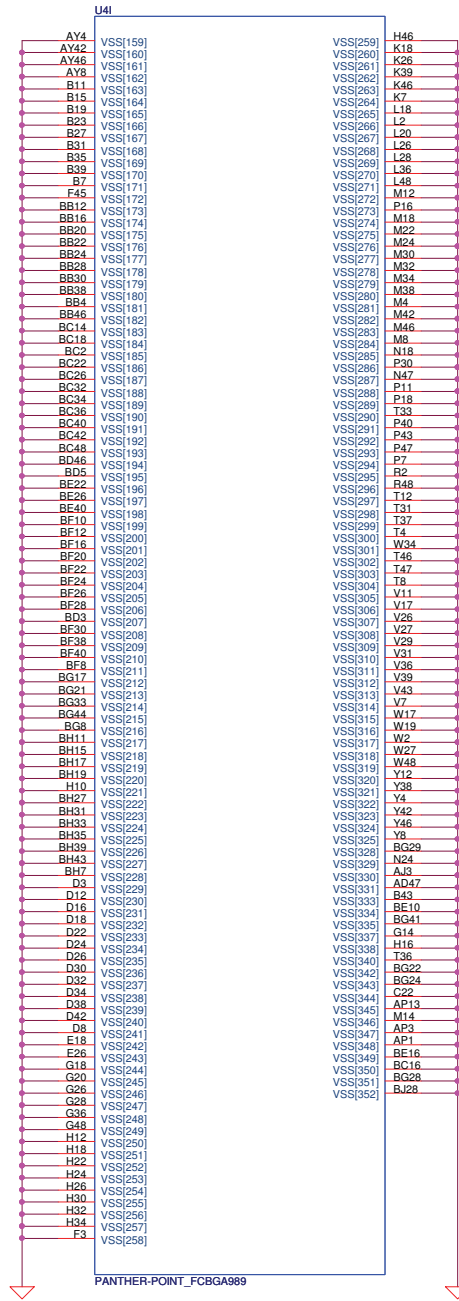 U4I
AY4 VSS[159] VSS[259] H46
AY42 VSS[160] VSS[260] K18
AY46 VSS[161] VSS[261] K26
AY8 VSS[162] VSS[262] K39
B11 VSS[163] VSS[263] K46
B15 VSS[164] VSS[264] K7
B19 VSS[165] VSS[265] L18
B23 VSS[166] VSS[266] L2
B27 VSS[167] VSS[267] L20
B31 VSS[168] VSS[268] L26
B35 VSS[169] VSS[269] L28
B39 VSS[170] VSS[270] L36
B7 VSS[171] VSS[271] L48
F45 VSS[172] VSS[272] M12
BB12 VSS[173] VSS[273] P16
BB16 VSS[174] VSS[274] M18
BB20 VSS[175] VSS[275] M22
BB22 VSS[176] VSS[276] M24
BB24 VSS[177] VSS[277] M30
BB28 VSS[178] VSS[278] M32
BB30 VSS[179] VSS[279] M34
BB38 VSS[180] VSS[280] M38
BB4 VSS[181] VSS[281] M4
BB46 VSS[182] VSS[282] M42
BC14 VSS[183] VSS[283] M46
BC18 VSS[184] VSS[284] M8
BC2 VSS[185] VSS[285] N18
BC22 VSS[186] VSS[286] P30
BC26 VSS[187] VSS[287] N47
BC32 VSS[188] VSS[288] P11
BC34 VSS[189] VSS[289] P18
BC36 VSS[190] VSS[290] T33
BC40 VSS[191] VSS[291] P40
BC42 VSS[192] VSS[292] P43
BC48 VSS[193] VSS[293] P47
BD46 VSS[194] VSS[294] P7
BD5 VSS[195] VSS[295] R2
BE22 VSS[196] VSS[296] R48
BE26 VSS[197] VSS[297] T12
BE40 VSS[198] VSS[298] T31
BF10 VSS[199] VSS[299] T37
BF12 VSS[200] VSS[300] T4
BF16 VSS[201] VSS[301] W34
BF20 VSS[202] VSS[302] T46
BF22 VSS[203] VSS[303] T47
BF24 VSS[204] VSS[304] T8
BF26 VSS[205] VSS[305] V11
BF28 VSS[206] VSS[306] V17
BD3 VSS[207] VSS[307] V26
BF30 VSS[208] VSS[308] V27
BF38 VSS[209] VSS[309] V29
BF40 VSS[210] VSS[310] V31
BF8 VSS[211] VSS[311] V36
BG17 VSS[212] VSS[312] V39
BG21 VSS[213] VSS[313] V43
BG33 VSS[214] VSS[314] V7
BG44 VSS[215] VSS[315] W17
BG8 VSS[216] VSS[316] W19
BH11 VSS[217] VSS[317] W2
BH15 VSS[218] VSS[318] W27
BH17 VSS[219] VSS[319] W48
BH19 VSS[220] VSS[320] Y12
H10 VSS[221] VSS[321] Y38
BH27 VSS[222] VSS[322] Y4
BH31 VSS[223] VSS[323] Y42
BH33 VSS[224] VSS[324] Y46
BH35 VSS[225] VSS[325] Y8
BH39 VSS[226] VSS[328] BG29
BH43 VSS[227] VSS[329] N24
BH7 VSS[228] VSS[330] AJ3
D3 VSS[229] VSS[331] AD47
D12 VSS[230] VSS[333] B43
D16 VSS[231] VSS[334] BE10
D18 VSS[232] VSS[335] BG41
D22 VSS[233] VSS[337] G14
D24 VSS[234] VSS[338] H16
D26 VSS[235] VSS[340] T36
D30 VSS[236] VSS[342] BG22
D32 VSS[237] VSS[343] BG24
D34 VSS[238] VSS[344] C22
D38 VSS[239] VSS[345] AP13
D42 VSS[240] VSS[346] M14
D8 VSS[241] VSS[347] AP3
E18 VSS[242] VSS[348] AP1
E26 VSS[243] VSS[349] BE16
G18 VSS[244] VSS[350] BC16
G20 VSS[245] VSS[351] BG28
G26 VSS[246] VSS[352] BJ28
G28 VSS[247]
G36 VSS[248]
G48 VSS[249]
H12 VSS[250]
H18 VSS[251]
H22 VSS[252]
H24 VSS[253]
H26 VSS[254]
H30 VSS[255]
H32 VSS[256]
H34 VSS[257]
F3 VSS[258]
PANTHER-POINT_FCBGA989